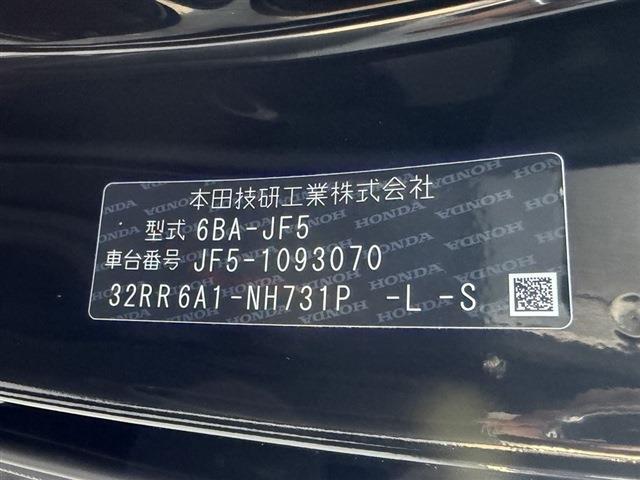 本田技研工業株式会社
型式 6BA-JF5
車台番号 JF5-1093070
32RR6A1-NH731P -L -S